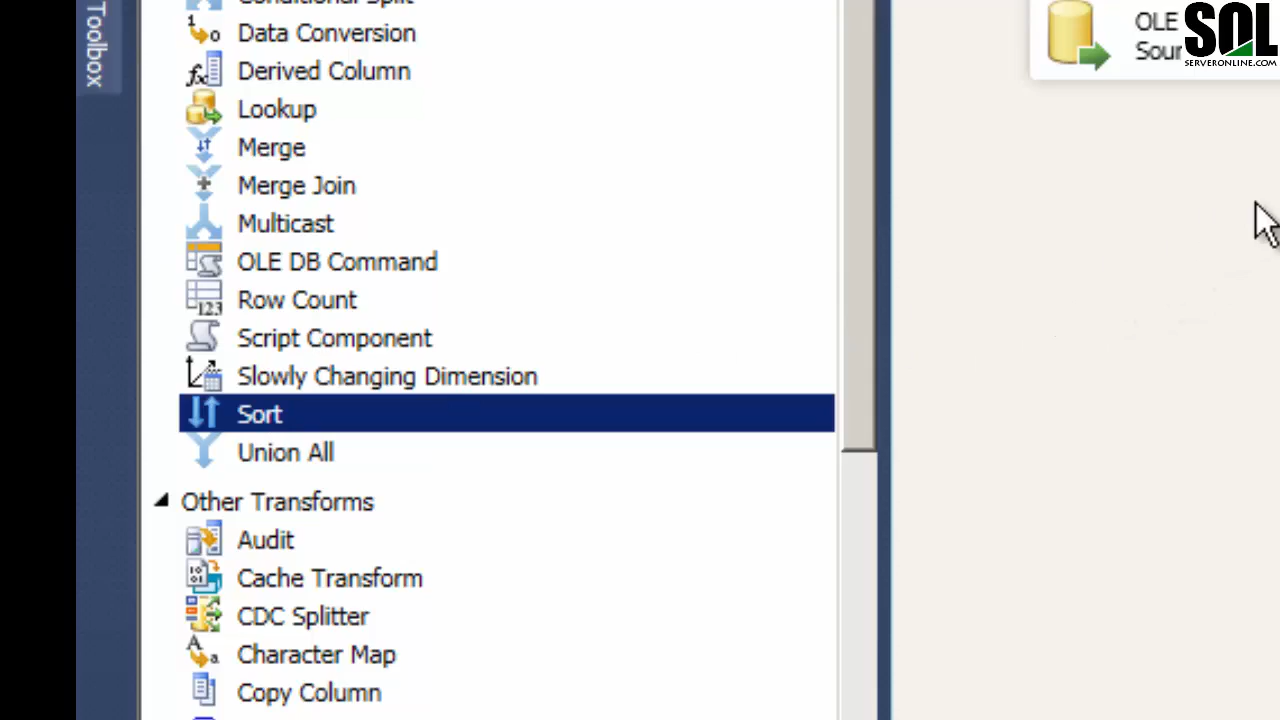 Toolbox
Conditional Split
Data Conversion
Derived Column
Lookup
Merge
Merge Join
Multicast
OLE DB Command
Row Count
Script Component
Slowly Changing Dimension
Sort
Union All
Other Transforms
Audit
Cache Transform
CDC Splitter
Character Map
Copy Column
OLE
Sour
SQL
SERVERONLINE.COM